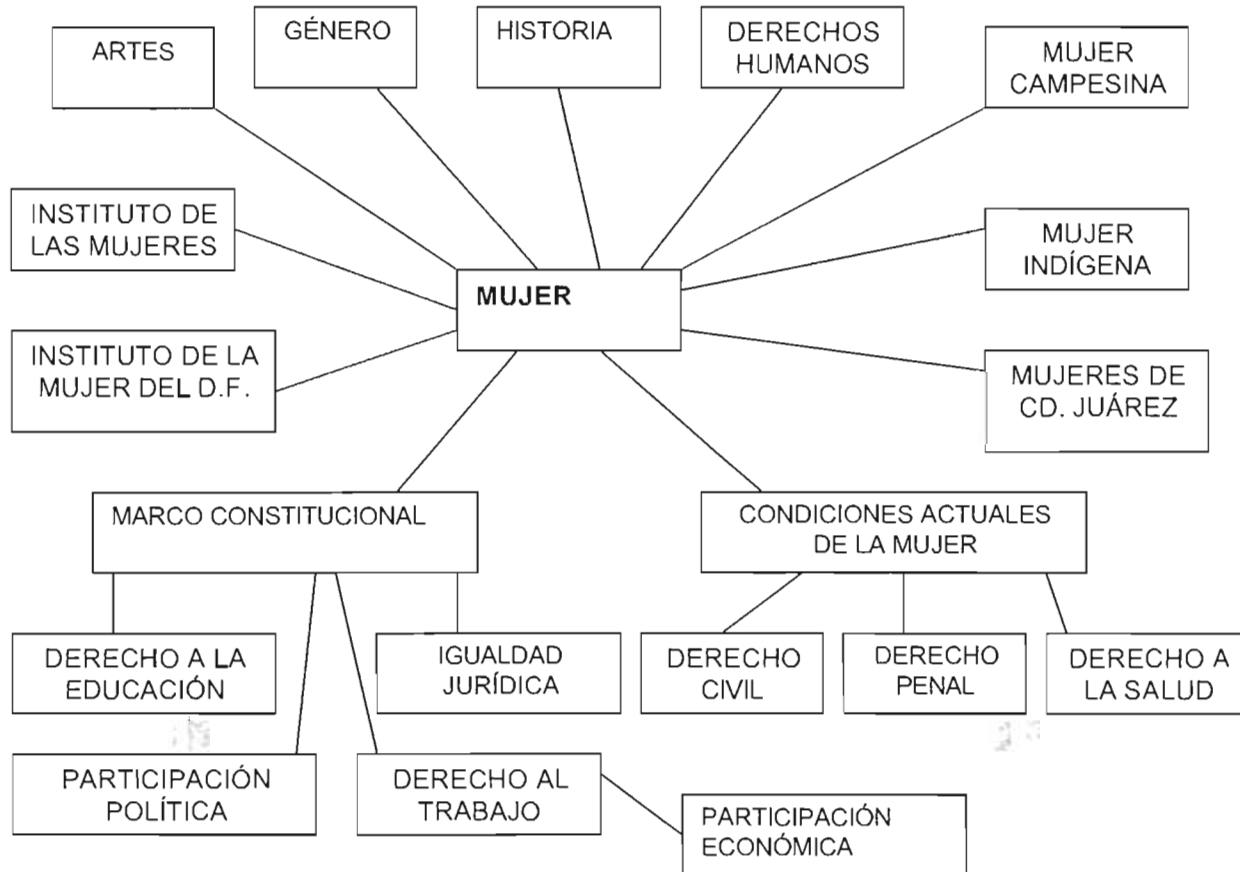 ARTES
GÉNERO
HISTORIA
DERECHOS
HUMANOS
MUJER
CAMPESINA
INSTITUTO DE
LAS MUJERES
MUJER
INDÍGENA
MUJER
INSTITUTO DE LA
MUJER DEL D.F.
MUJERES DE
CD. JUÁREZ
MARCO CONSTITUCIONAL
CONDICIONES ACTUALES
DE LA MUJER
DERECHO A LA
EDUCACIÓN
IGUALDAD
JURÍDICA
DERECHO
CIVIL
DERECHO
PENAL
DERECHO A
LA SALUD
PARTICIPACIÓN
POLÍTICA
DERECHO AL
TRABAJO
PARTICIPACIÓN
ECONÓMICA